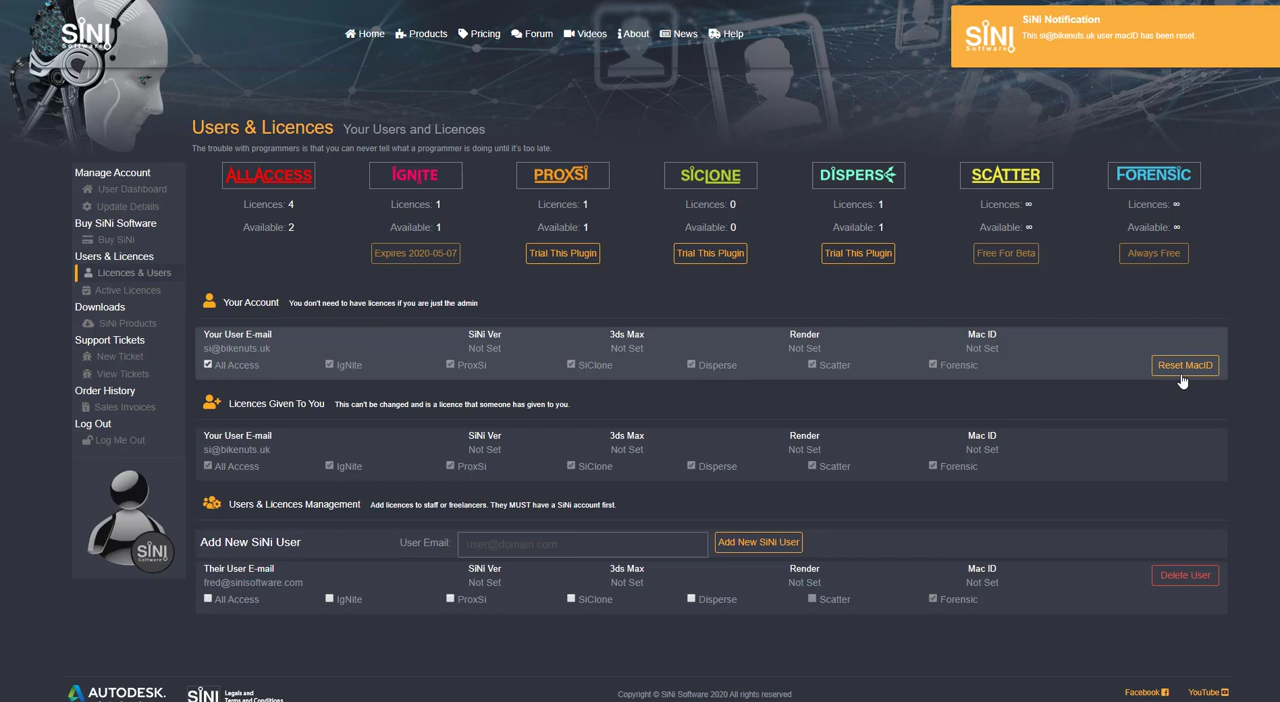 SiNI Software
Home Products Pricing Forum Videos About News Help
SiNi Notification
This si@bikenuts.uk user macID has been reset.
Users & Licences Your Users and Licences
The trouble with programmers is that you can never tell what a programmer is doing until it's too late.
Manage Account
User Dashboard
Update Details
Buy SiNi Software
Buy SiNi
Users & Licences
Licences & Users
Active Licences
Downloads
SiNi Products
Support Tickets
New Ticket
View Tickets
Order History
Sales Invoices
Log Out
Log Me Out
SiNI Software
ALLACCESS IGNITE PROXSI SICLONE DISPERSE SCATTER FORENSIC
Licences: 4 Licences: 1 Licences: 1 Licences: 0 Licences: 1 Licences: ∞ Licences: ∞
Available: 2 Available: 1 Available: 1 Available: 0 Available: 1 Available: ∞ Available: ∞
Expires 2020-05-07 Trial This Plugin Trial This Plugin Trial This Plugin Free For Beta Always Free
Your Account You don't need to have licences if you are just the admin
Your User E-mail SiNi Ver 3ds Max Render Mac ID
si@bikenuts.uk Not Set Not Set Not Set Not Set
All Access IgNite ProxSi SiClone Disperse Scatter Forensic Reset MacID
Licences Given To You This can't be changed and is a licence that someone has given to you.
Your User E-mail SiNi Ver 3ds Max Render Mac ID
si@bikenuts.uk Not Set Not Set Not Set Not Set
All Access IgNite ProxSi SiClone Disperse Scatter Forensic
Users & Licences Management Add licences to staff or freelancers. They MUST have a SiNi account first.
Add New SiNi User User Email: user@domain.com Add New SiNi User
Their User E-mail SiNi Ver 3ds Max Render Mac ID
fred@sinisoftware.com Not Set Not Set Not Set Not Set Delete User
All Access IgNite ProxSi SiClone Disperse Scatter Forensic
AUTODESK. SiNI Legals and Terms and Conditions Copyright © SiNi Software 2020 All rights reserved Facebook YouTube